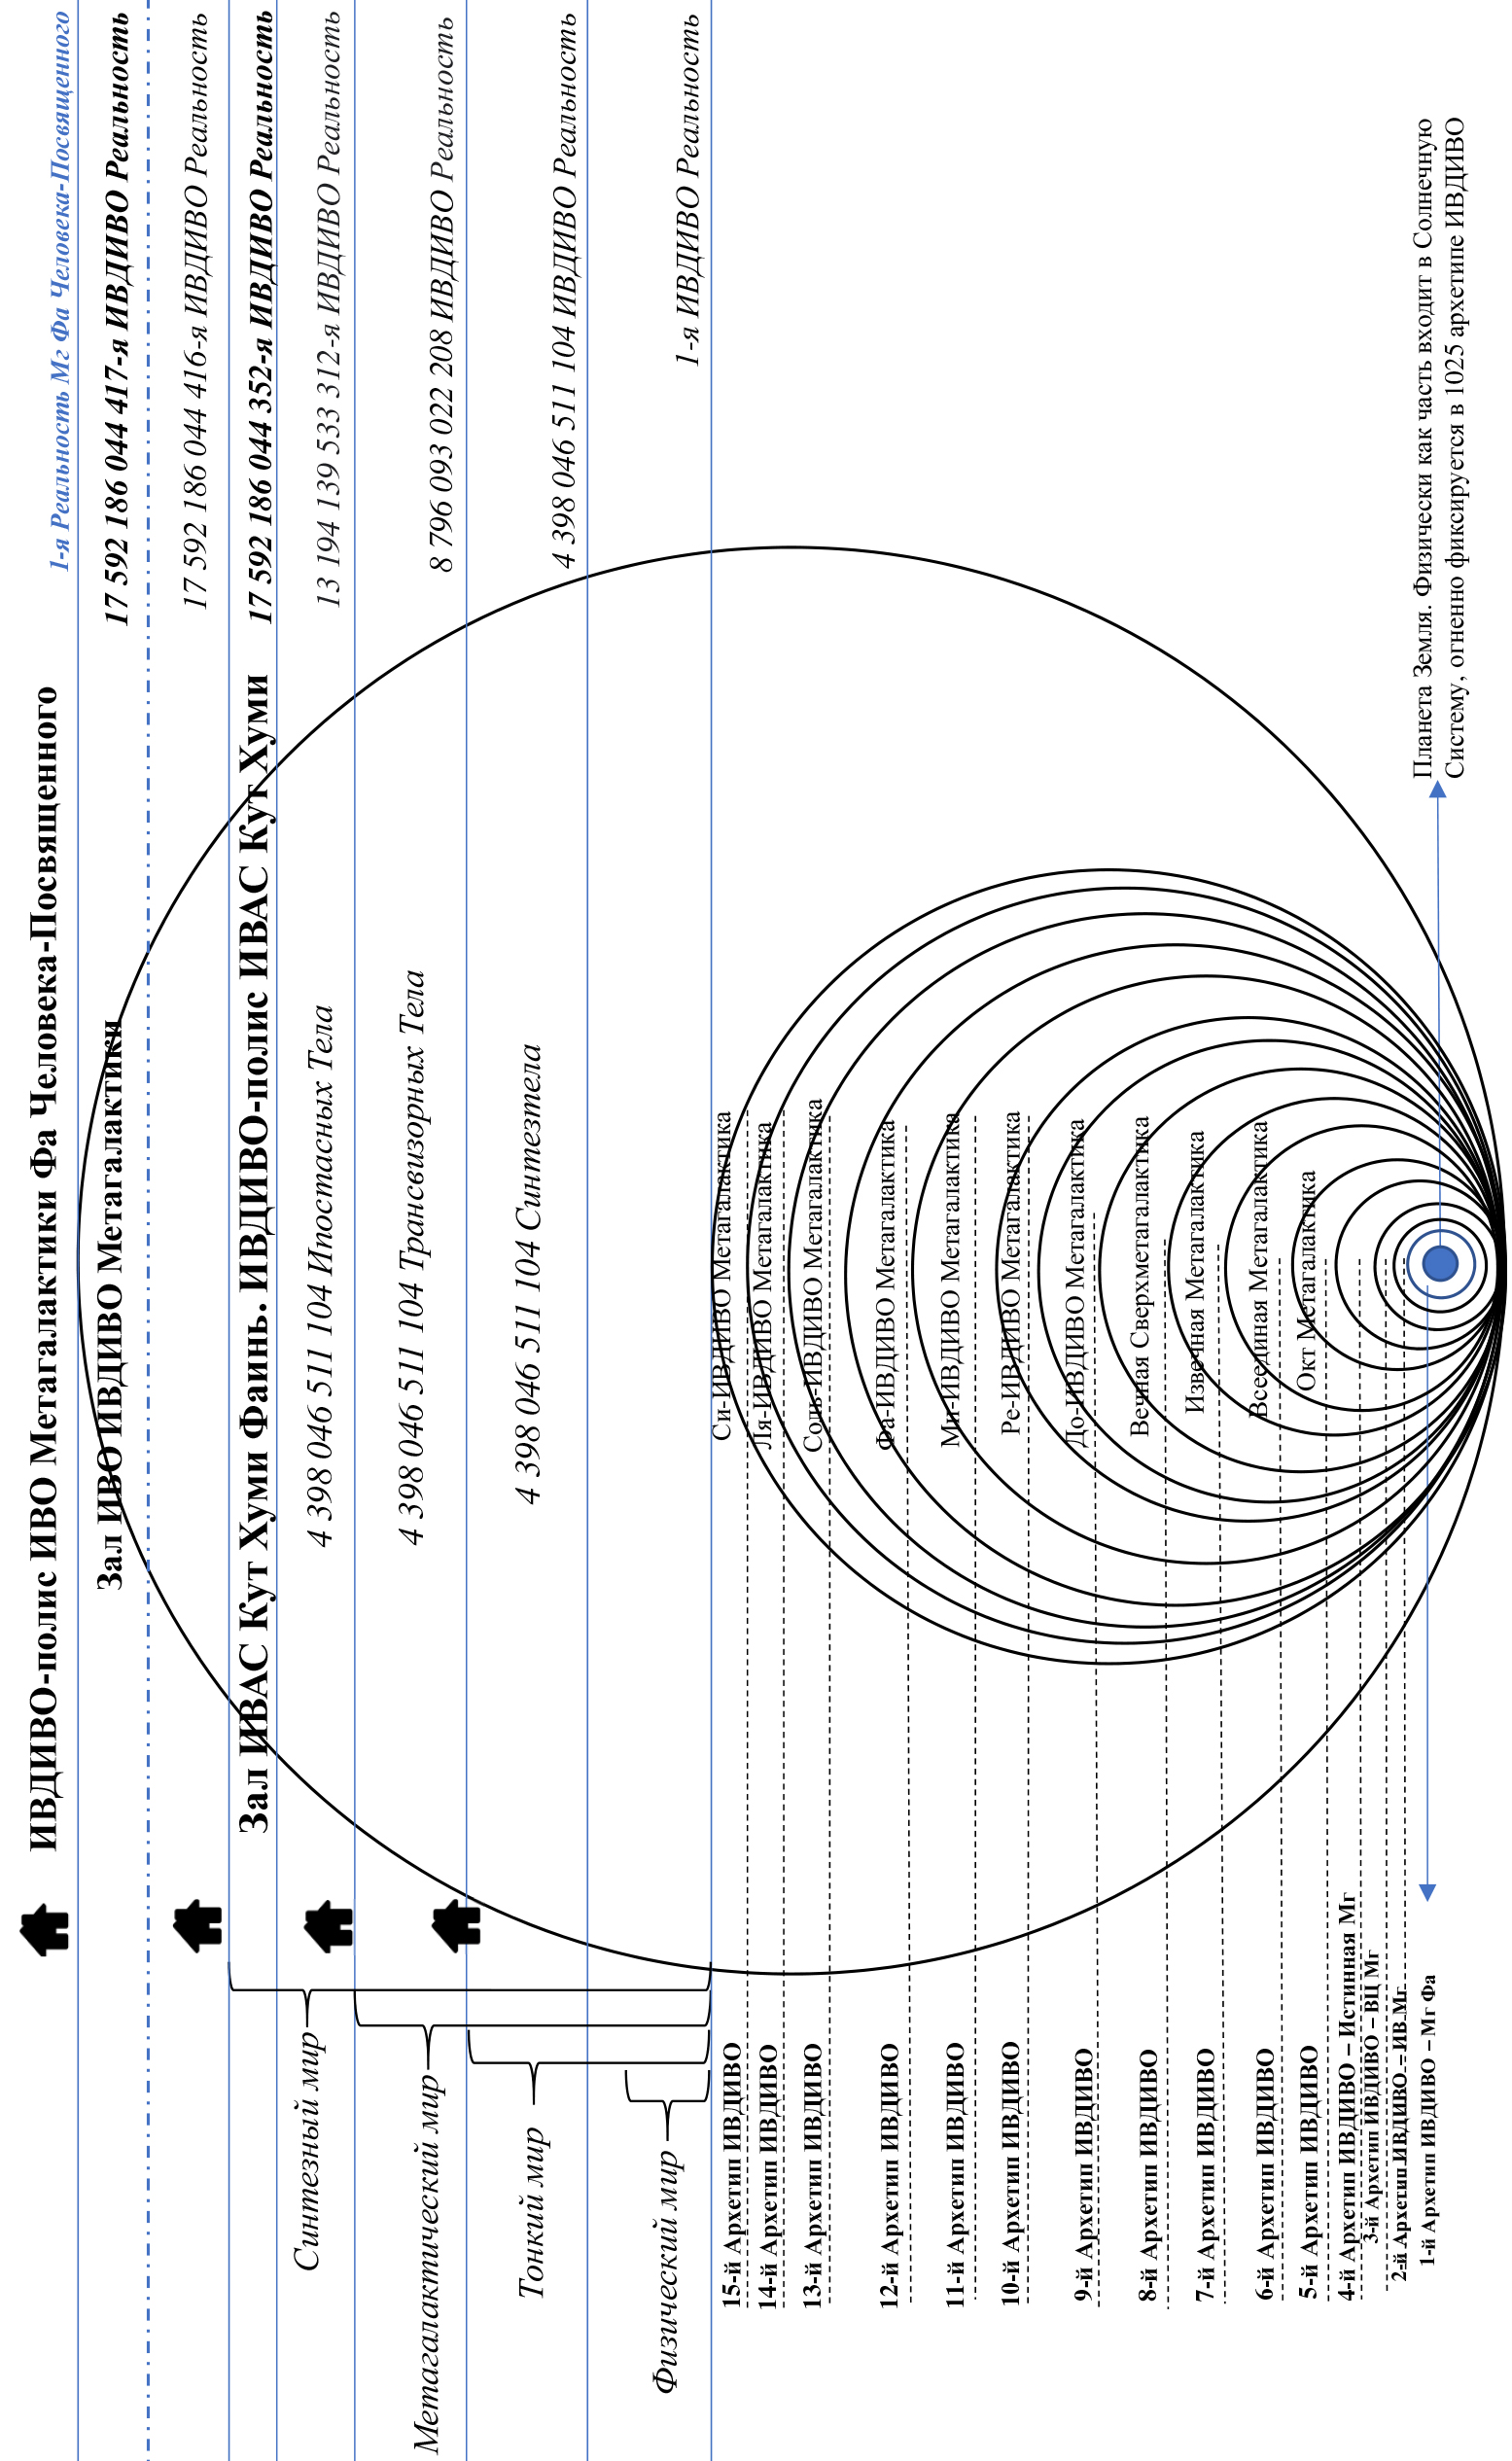 ИВДИВО-полис ИВО Метагалактики Фа Человека-Посвященного
1-я Реальность Мг Фа Человека-Посвященного
Зал ИВО ИВДИВО Метагалактики
17 592 186 044 417-я ИВДИВО Реальность
17 592 186 044 416-я ИВДИВО Реальность
Зал ИВАС Кут Хуми Фаинь. ИВДИВО-полис ИВАС Кут Хуми
17 592 186 044 352-я ИВДИВО Реальность
Синтезный мир
4 398 046 511 104 Ипостасных Тела
13 194 139 533 312-я ИВДИВО Реальность
Метагалактический мир
4 398 046 511 104 Трансвизорных Тела
8 796 093 022 208 ИВДИВО Реальность
Тонкий мир
4 398 046 511 104 Синтезтела
4 398 046 511 104 ИВДИВО Реальность
Физический мир
1-я ИВДИВО Реальность
15-й Архетип ИВДИВО
Си-ИВДИВО Метагалактика
14-й Архетип ИВДИВО
Ля-ИВДИВО Метагалактика
13-й Архетип ИВДИВО
Соль-ИВДИВО Метагалактика
12-й Архетип ИВДИВО
Фа-ИВДИВО Метагалактика
11-й Архетип ИВДИВО
Ми-ИВДИВО Метагалактика
10-й Архетип ИВДИВО
Ре-ИВДИВО Метагалактика
9-й Архетип ИВДИВО
До-ИВДИВО Метагалактика
8-й Архетип ИВДИВО
Вечная Сверхметагалактика
7-й Архетип ИВДИВО
Извечная Метагалактика
6-й Архетип ИВДИВО
Всеединая Метагалактика
5-й Архетип ИВДИВО
Окт Метагалактика
4-й Архетип ИВДИВО – Истинная Мг
3-й Архетип ИВДИВО – ВЦ Мг
2-й Архетип ИВДИВО – ИВ Мг
1-й Архетип ИВДИВО – Мг Фа
Планета Земля. Физически как часть входит в Солнечную
Систему, огненно фиксируется в 1025 архетипе ИВДИВО